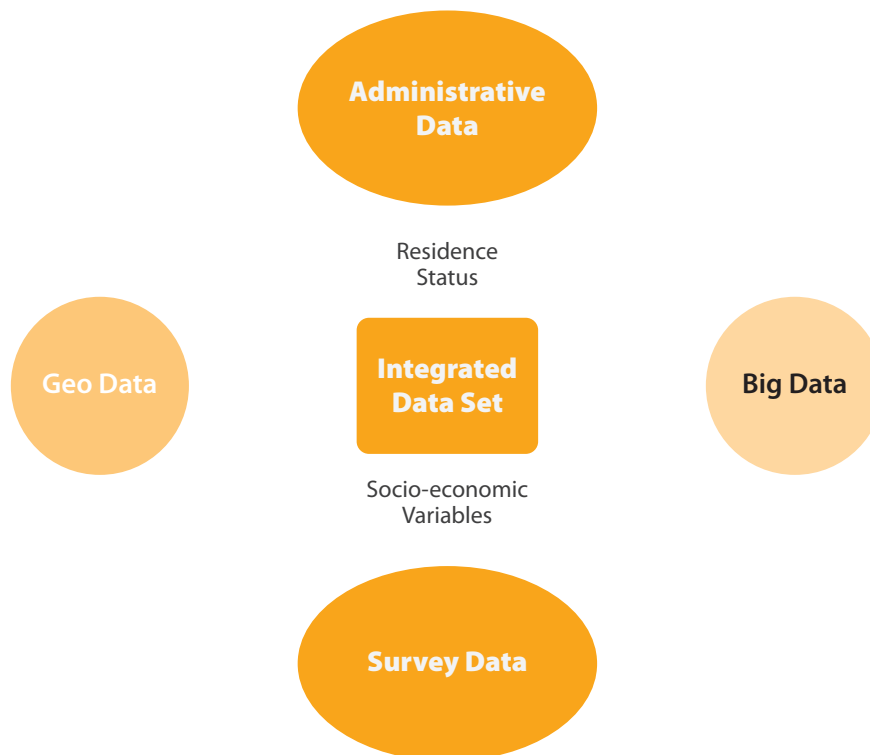 Administrative
Data
Residence
Status
Geo Data
Integrated
Data Set
Big Data
Socio-economic
Variables
Survey Data